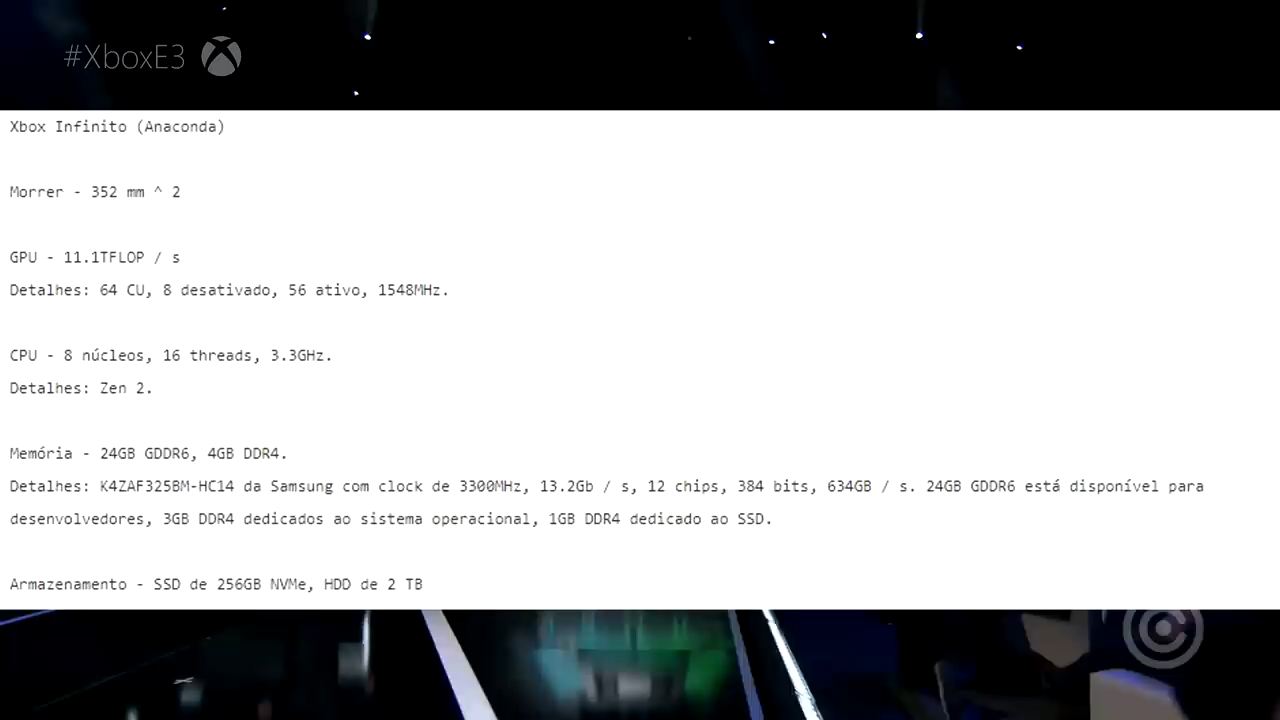 #XboxE3
Xbox Infinito (Anaconda)
Morrer - 352 mm ^ 2
GPU - 11.1TFLOP / s
Detalhes: 64 CU, 8 desativado, 56 ativo, 1548MHz.
CPU - 8 núcleos, 16 threads, 3.3GHz.
Detalhes: Zen 2.
Memória - 24GB GDDR6, 4GB DDR4.
Detalhes: K4ZAF325BM-HC14 da Samsung com clock de 3300MHz, 13.2Gb / s, 12 chips, 384 bits, 634GB / s. 24GB GDDR6 está disponível para
desenvolvedores, 3GB DDR4 dedicados ao sistema operacional, 1GB DDR4 dedicado ao SSD.
Armazenamento - SSD de 256GB NVMe, HDD de 2 TB